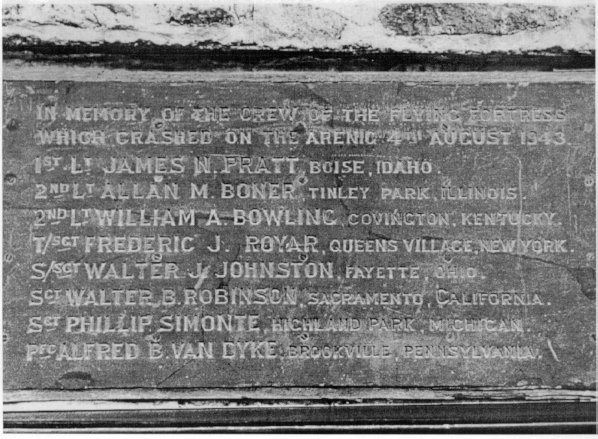 IN MEMORY OF THE CREW OF THE FLYING FORTRESS
WHICH CRASHED ON THE ARENIG 4TH AUGUST 1943.
1ST LT JAMES N. PRATT, BOISE, IDAHO.
2ND LT ALLAN M. BONER, TINLEY PARK, ILLINOIS
2ND LT WILLIAM A. BOWLING, COVINGTON, KENTUCKY.
T/SGT FREDERIC J. ROYAR, QUEENS VILLAGE, NEW YORK.
S/SGT WALTER J. JOHNSTON, FAYETTE, OHIO.
SGT WALTER B. ROBINSON, SACRAMENTO, CALIFORNIA.
SGT PHILLIP SIMONTE, HIGHLAND PARK, MICHIGAN.
PFC ALFRED B. VAN DYKE, BROOKVILLE, PENNSYLVANIA.